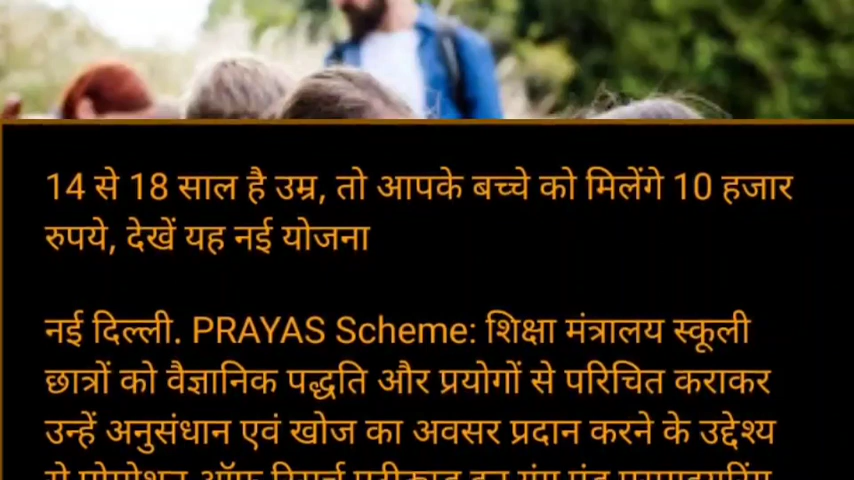 14 से 18 साल है उम्र, तो आपके बच्चे को मिलेंगे 10 हजार
रुपये, देखें यह नई योजना
नई दिल्ली. PRAYAS Scheme: शिक्षा मंत्रालय स्कूली
छात्रों को वैज्ञानिक पद्धति और प्रयोगों से परिचित कराकर
उन्हें अनुसंधान एवं खोज का अवसर प्रदान करने के उद्देश्य